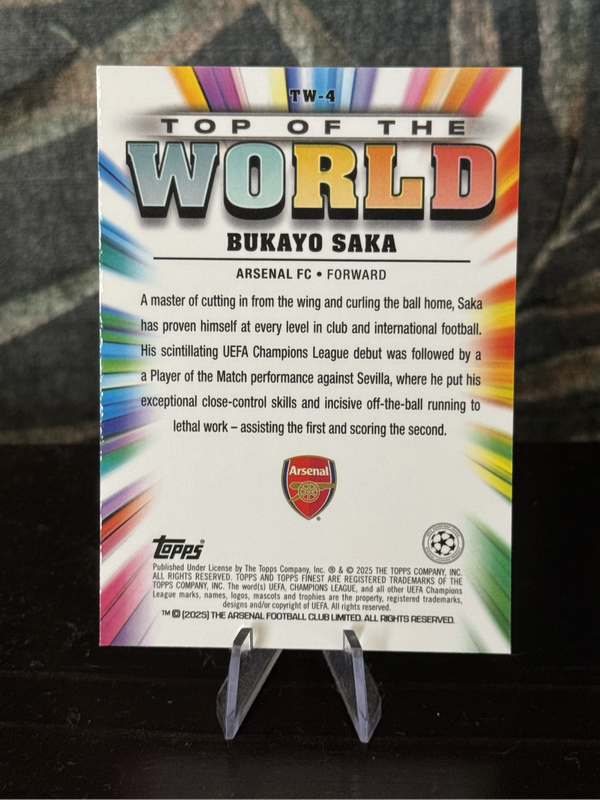 TW-4
TOP OF THE
WORLD
BUKAYO SAKA
ARSENAL FC • FORWARD
A master of cutting in from the wing and curling the ball home, Saka
has proven himself at every level in club and international football.
His scintillating UEFA Champions League debut was followed by a
a Player of the Match performance against Sevilla, where he put his
exceptional close-control skills and incisive off-the-ball running to
lethal work – assisting the first and scoring the second.
Arsenal
®
Topps®
Published Under License by The Topps Company, Inc. ® & © 2025 THE TOPPS COMPANY, INC.
ALL RIGHTS RESERVED. TOPPS AND TOPPS FINEST ARE REGISTERED TRADEMARKS OF THE
TOPPS COMPANY, INC. The word(s) UEFA, CHAMPIONS LEAGUE, and all other UEFA Champions
League marks, names, logos, mascots and trophies are the property, registered trademarks,
designs and/or copyright of UEFA. All rights reserved.
™ © [2025] THE ARSENAL FOOTBALL CLUB LIMITED. ALL RIGHTS RESERVED.